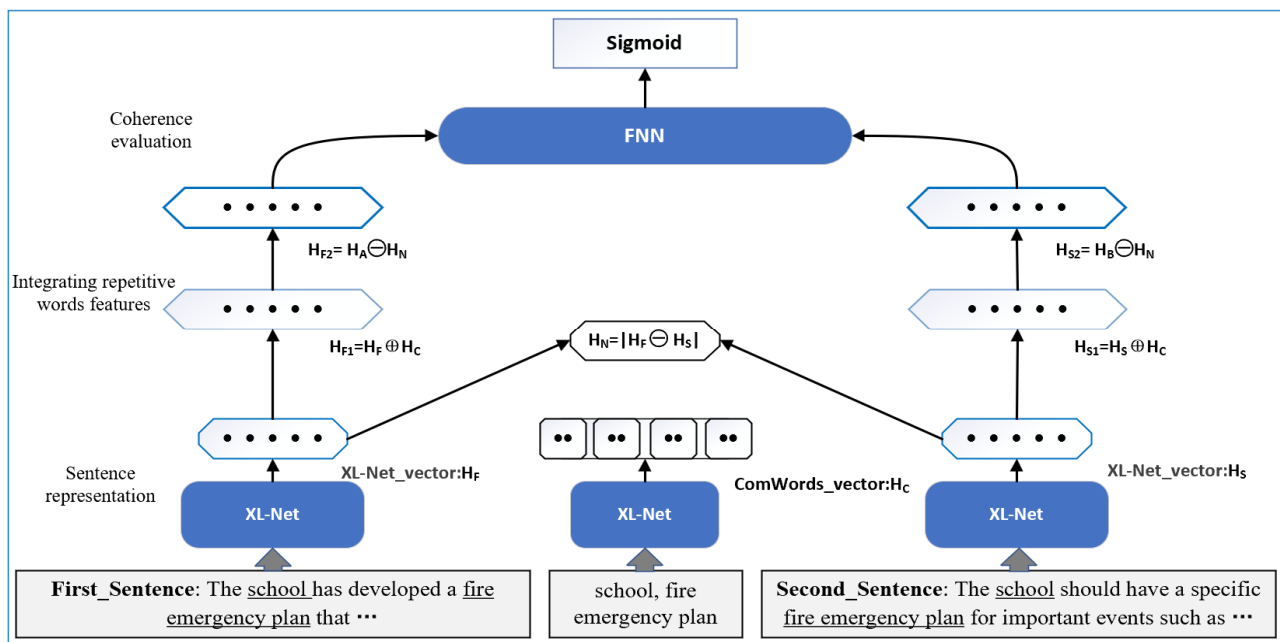 Sigmoid
Coherence
evaluation
FNN
H_F2= H_A⊖H_N
H_S2= H_B⊖H_N
Integrating repetitive
words features
H_F1=H_F ⊕ H_C
H_N=|H_F ⊖ H_S|
H_S1=H_S ⊕ H_C
Sentence
representation
XL-Net_vector:H_F
ComWords_vector:H_C
XL-Net_vector:H_S
XL-Net
XL-Net
XL-Net
First_Sentence: The school has developed a fire
emergency plan that ···
school, fire
emergency plan
Second_Sentence: The school should have a specific
fire emergency plan for important events such as ···